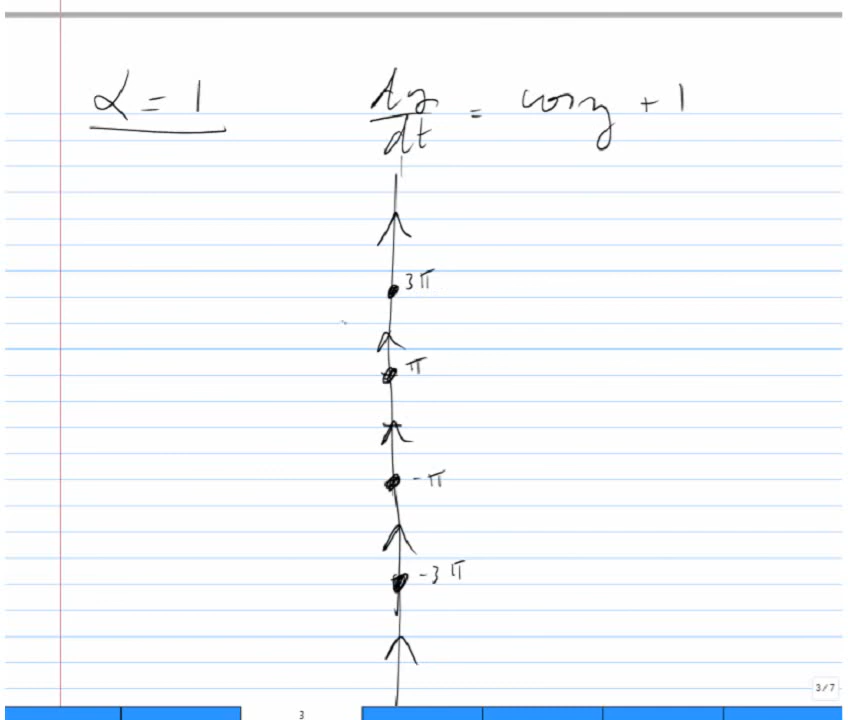 α = 1
dy/dt = cos y + 1
3π
π
-π
-3π
3/7
3